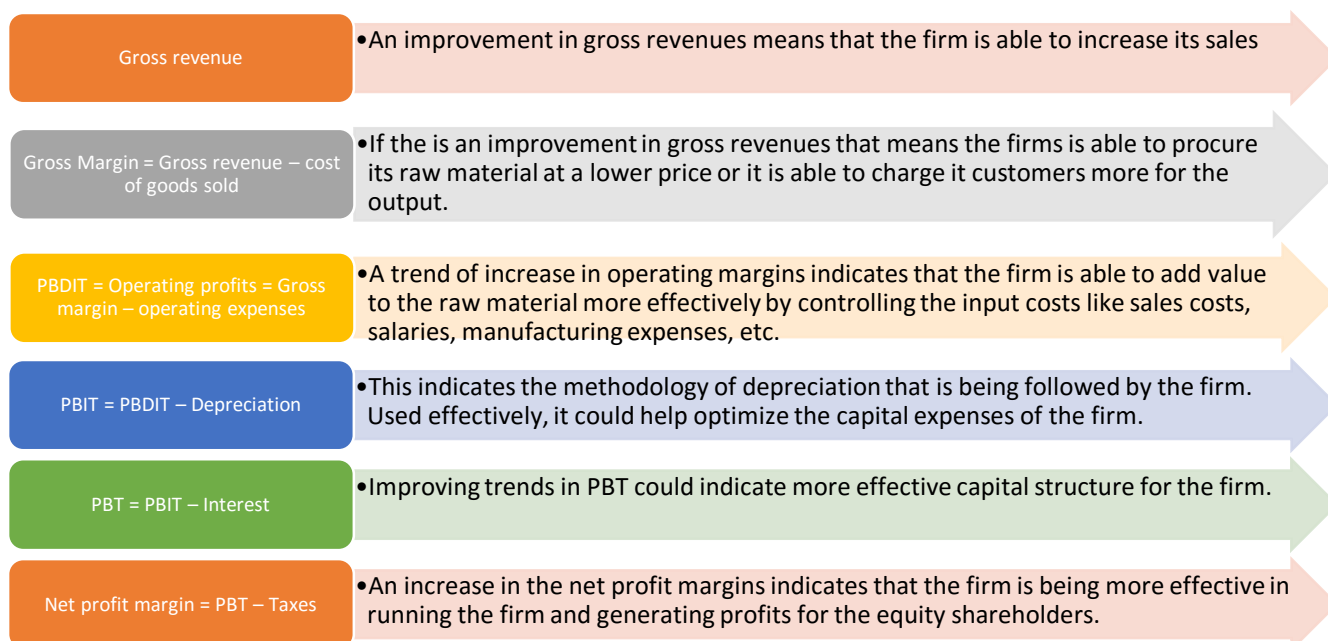 Gross revenue
•An improvement in gross revenues means that the firm is able to increase its sales
Gross Margin = Gross revenue – cost
of goods sold
•If the is an improvement in gross revenues that means the firms is able to procure
its raw material at a lower price or it is able to charge it customers more for the
output.
PBDIT = Operating profits = Gross
margin – operating expenses
•A trend of increase in operating margins indicates that the firm is able to add value
to the raw material more effectively by controlling the input costs like sales costs,
salaries, manufacturing expenses, etc.
PBIT = PBDIT – Depreciation
•This indicates the methodology of depreciation that is being followed by the firm.
Used effectively, it could help optimize the capital expenses of the firm.
PBT = PBIT – Interest
•Improving trends in PBT could indicate more effective capital structure for the firm.
Net profit margin = PBT – Taxes
•An increase in the net profit margins indicates that the firm is being more effective in
running the firm and generating profits for the equity shareholders.